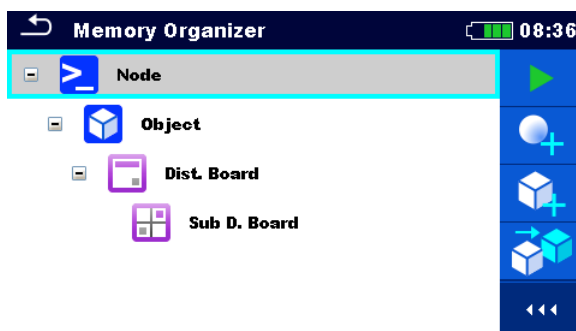 Memory Organizer 08:36
Node
Object
Dist. Board
Sub D. Board